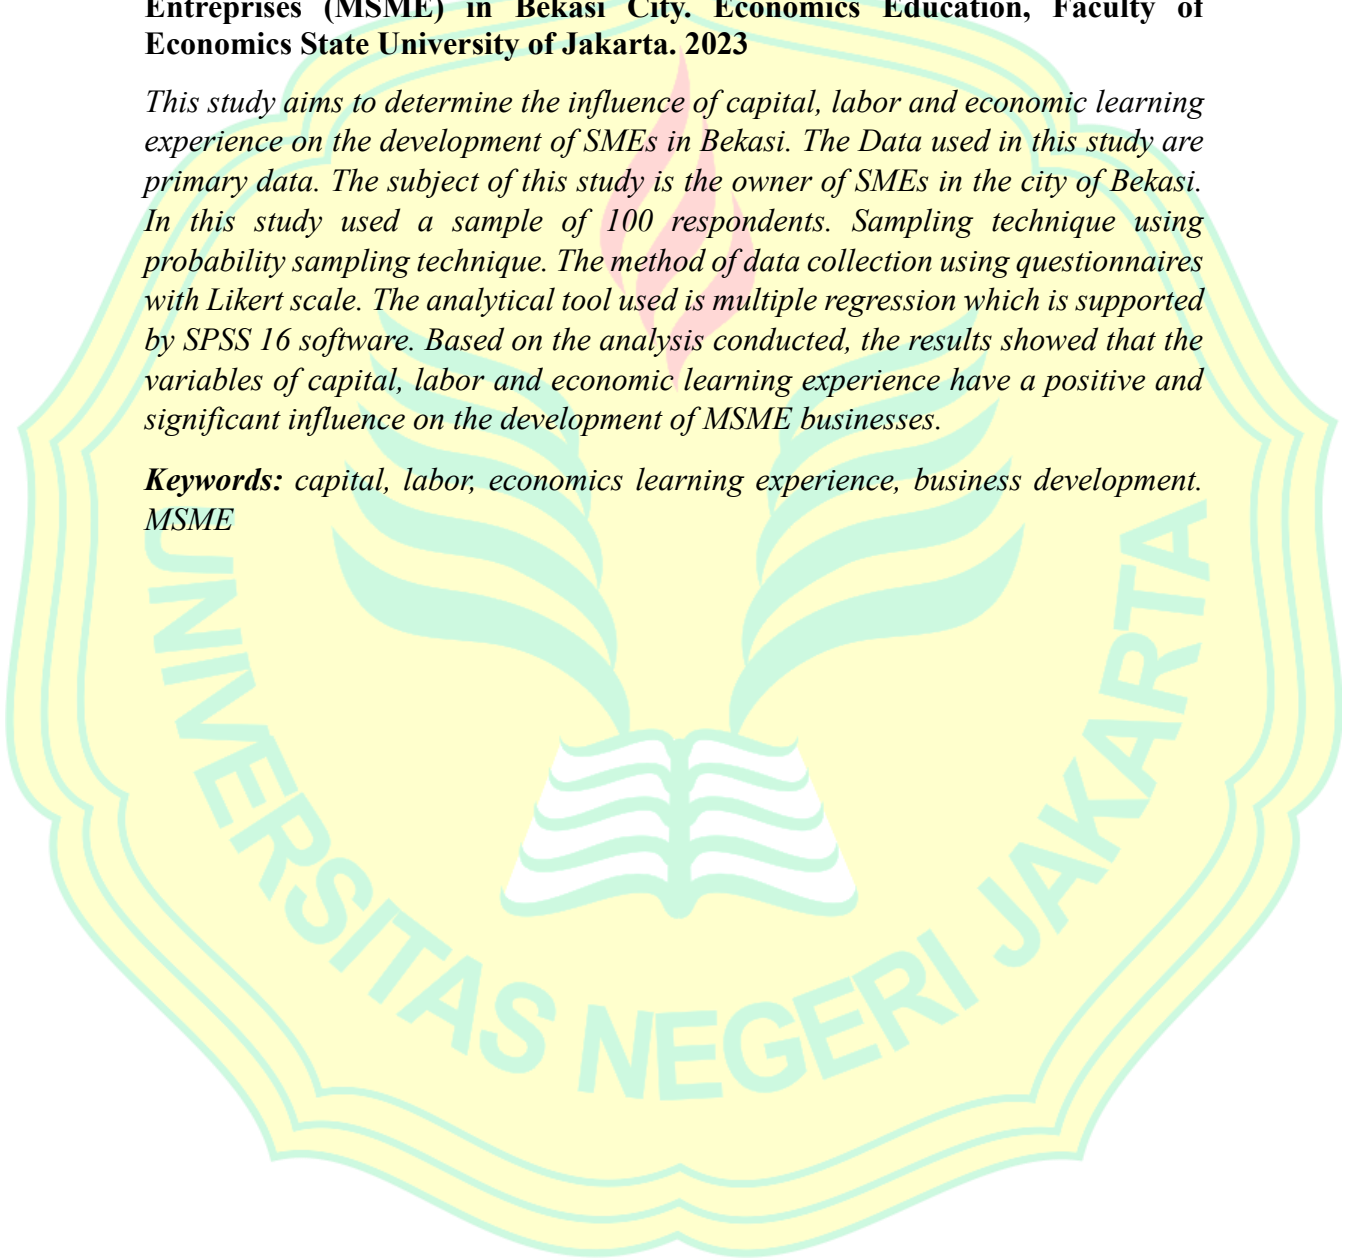 Entreprises (MSME) in Bekasi City. Economics Education, Faculty of
Economics State University of Jakarta. 2023
This study aims to determine the influence of capital, labor and economic learning
experience on the development of SMEs in Bekasi. The Data used in this study are
primary data. The subject of this study is the owner of SMEs in the city of Bekasi.
In this study used a sample of 100 respondents. Sampling technique using
probability sampling technique. The method of data collection using questionnaires
with Likert scale. The analytical tool used is multiple regression which is supported
by SPSS 16 software. Based on the analysis conducted, the results showed that the
variables of capital, labor and economic learning experience have a positive and
significant influence on the development of MSME businesses.
Keywords: capital, labor, economics learning experience, business development.
MSME
UNIVERSITAS NEGERI JAKARTA